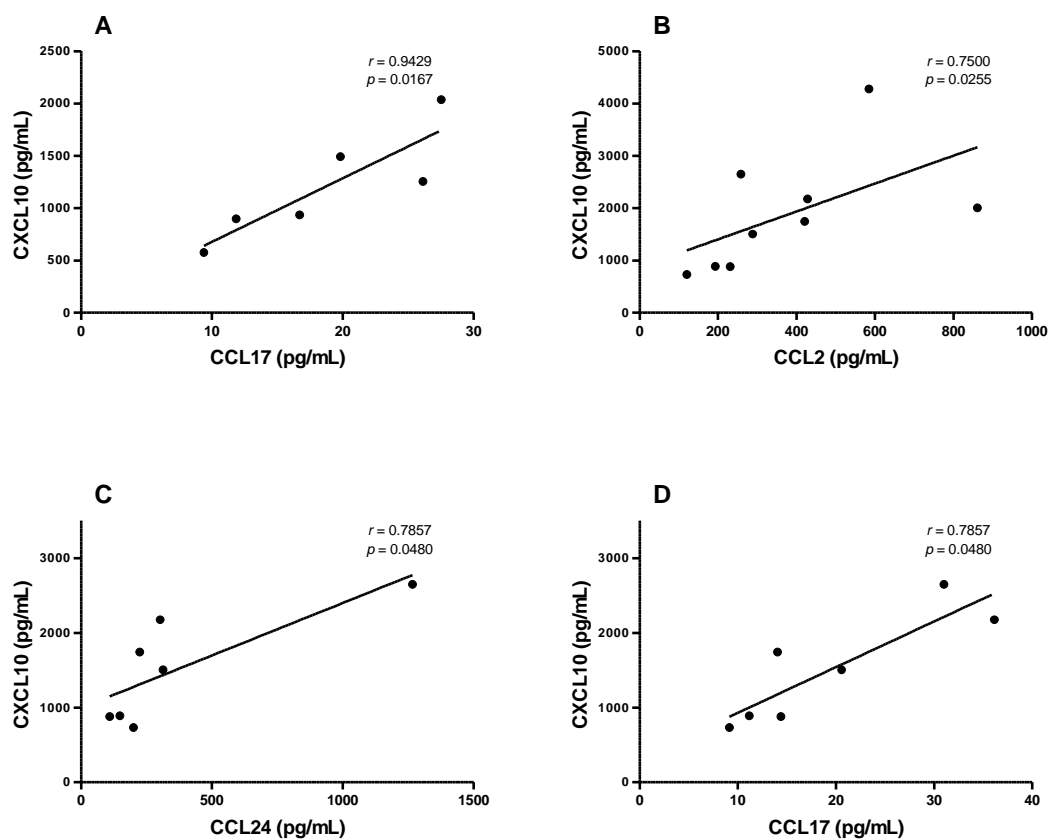 A
r = 0.9429
p = 0.0167
2500
2000
1500
1000
500
0
CXCL10 (pg/mL)
0 10 20 30
CCL17 (pg/mL)
B
r = 0.7500
p = 0.0255
5000
4000
3000
2000
1000
0
CXCL10 (pg/mL)
0 200 400 600 800 1000
CCL2 (pg/mL)
C
r = 0.7857
p = 0.0480
3000
2000
1000
0
CXCL10 (pg/mL)
0 500 1000 1500
CCL24 (pg/mL)
D
r = 0.7857
p = 0.0480
3000
2000
1000
0
CXCL10 (pg/mL)
0 10 20 30 40
CCL17 (pg/mL)